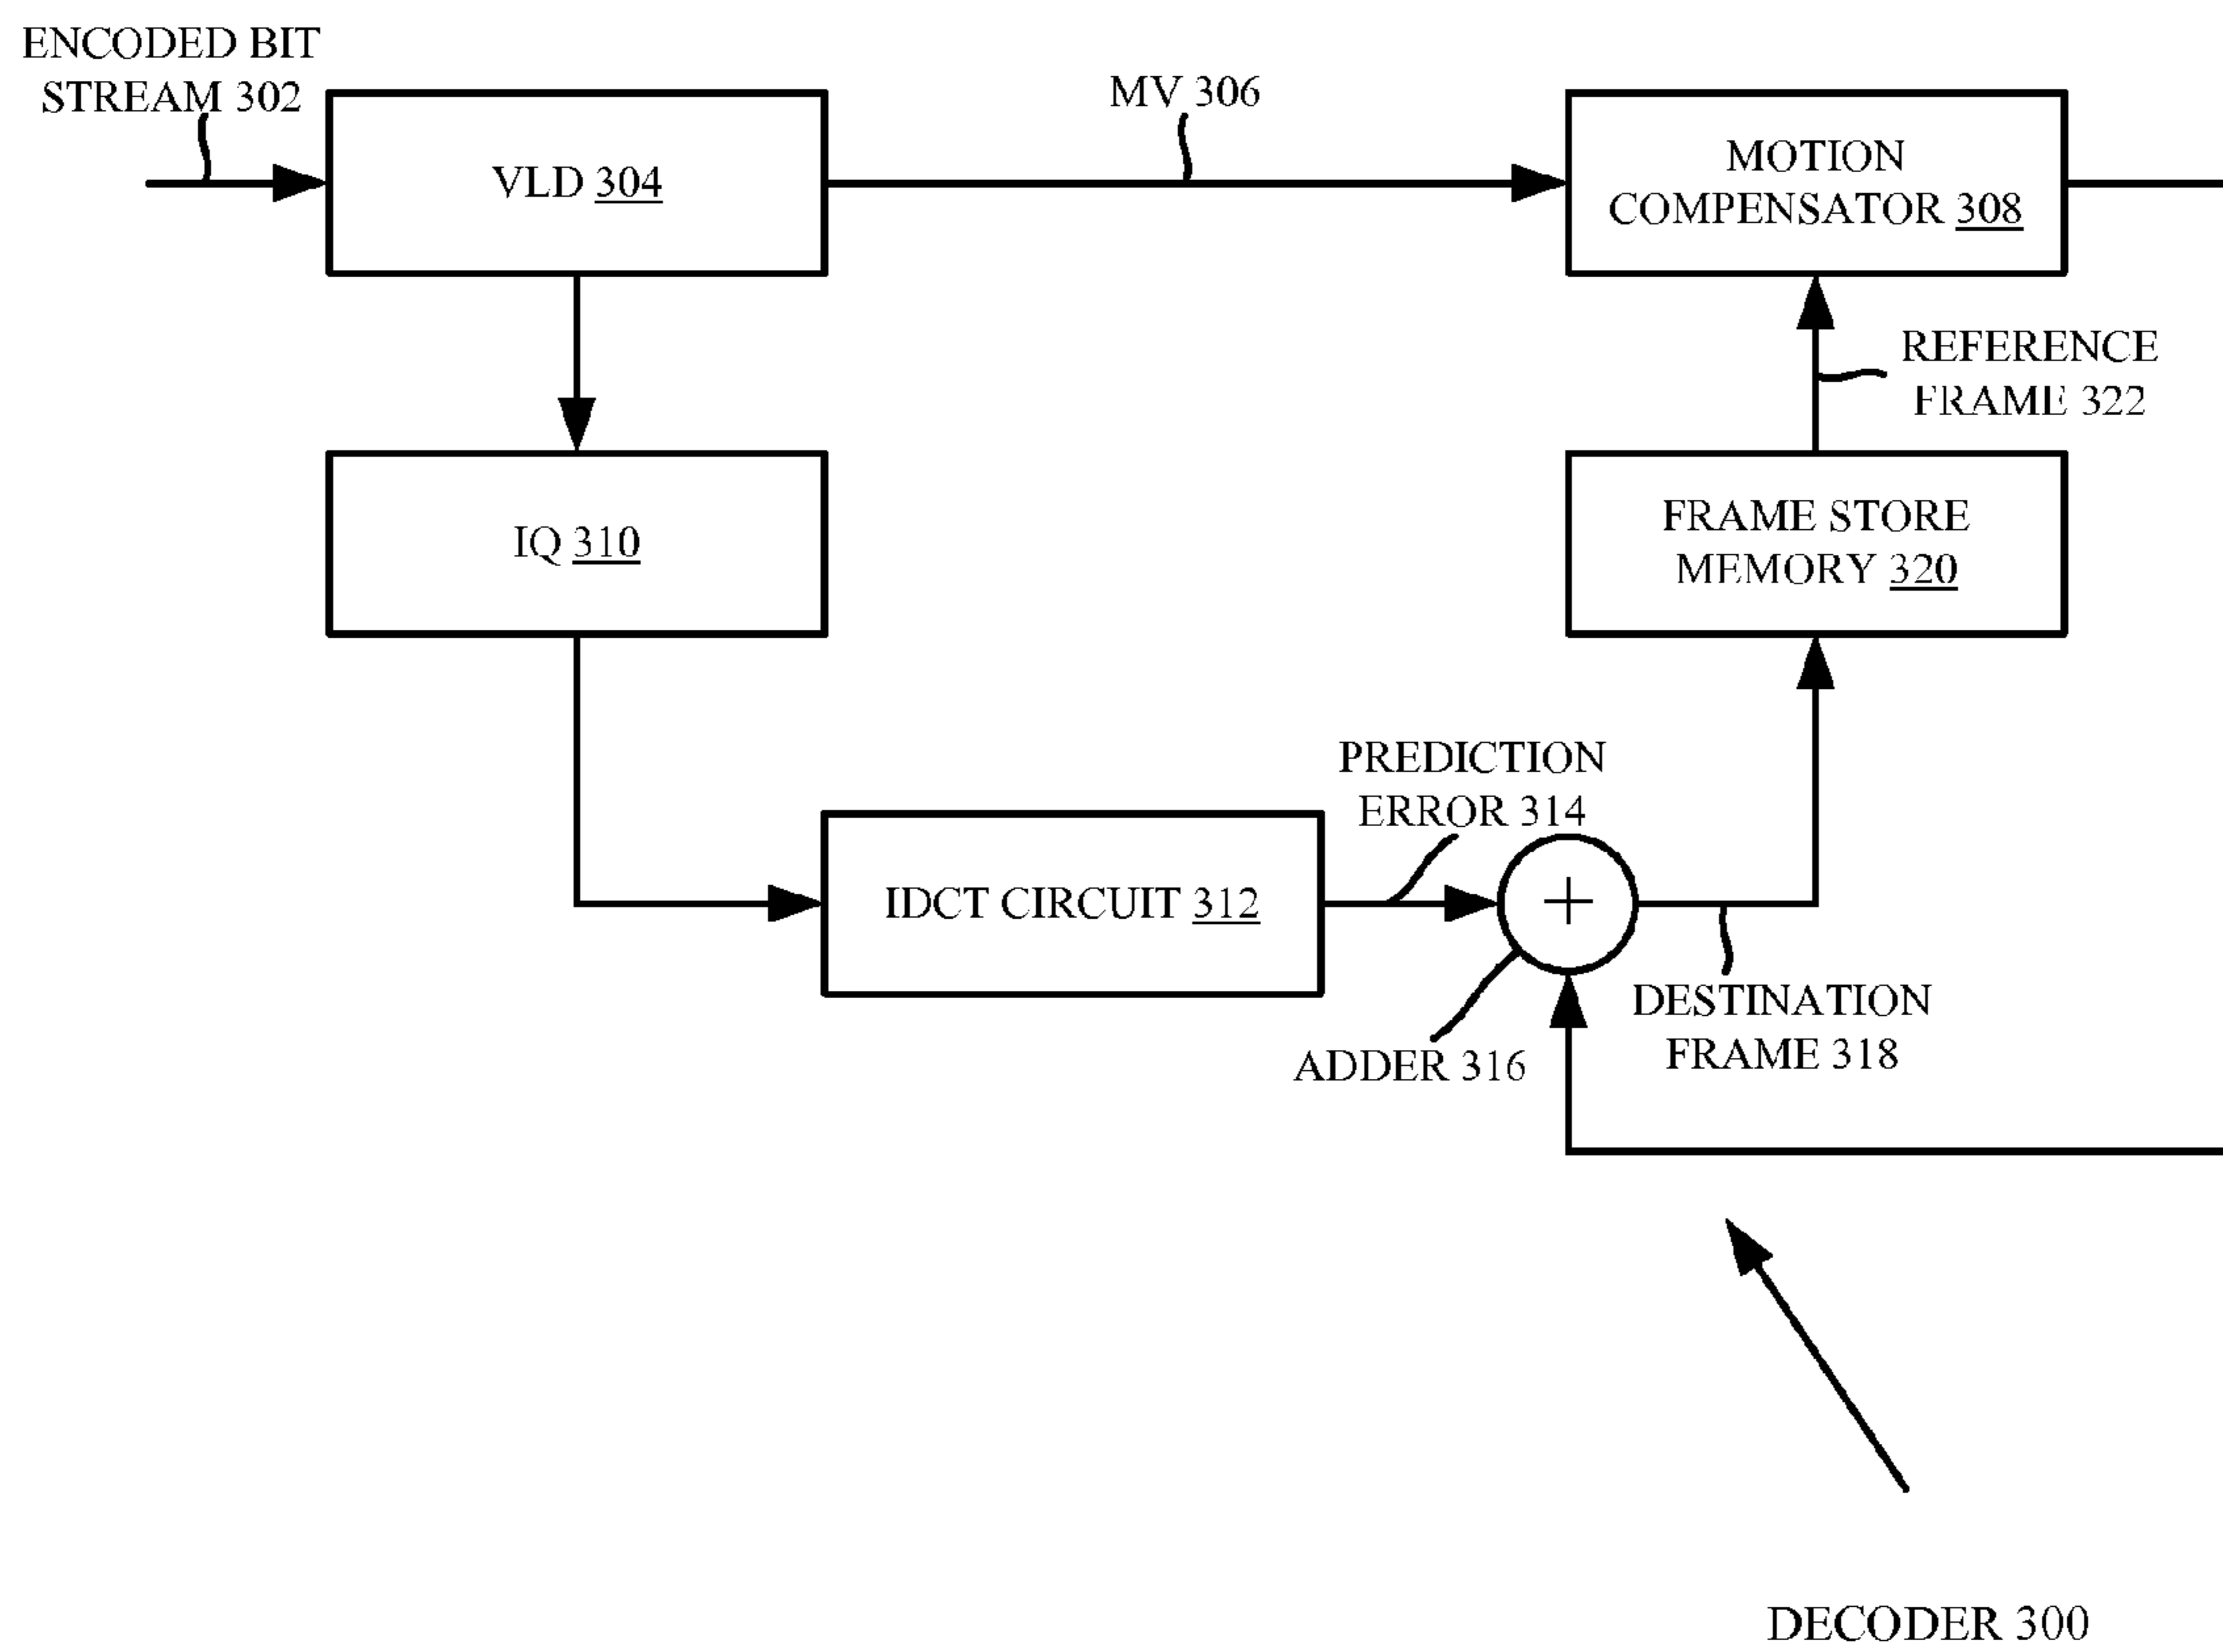 ENCODED BIT
STREAM 302
MV 306
VLD 304
MOTION
COMPENSATOR 308
REFERENCE
FRAME 322
IQ 310
FRAME STORE
MEMORY 320
PREDICTION
ERROR 314
IDCT CIRCUIT 312
+
DESTINATION
FRAME 318
ADDER 316
DECODER 300